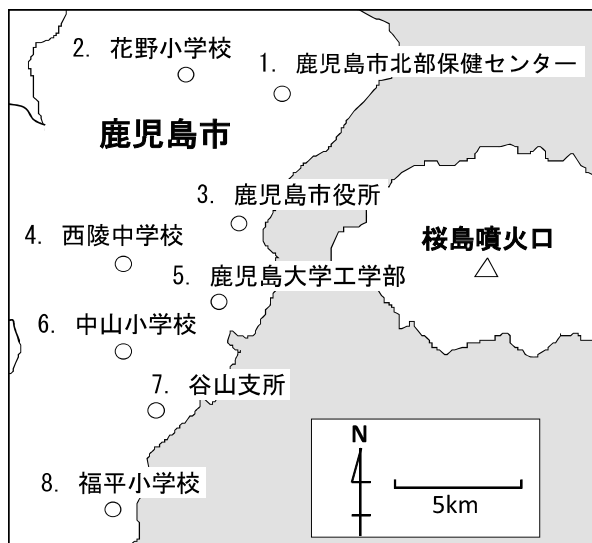 2. 花野小学校
1. 鹿児島市北部保健センター
鹿児島市
3. 鹿児島市役所
4. 西陵中学校
桜島噴火口
5. 鹿児島大学工学部
6. 中山小学校
7. 谷山支所
N
8. 福平小学校
5km